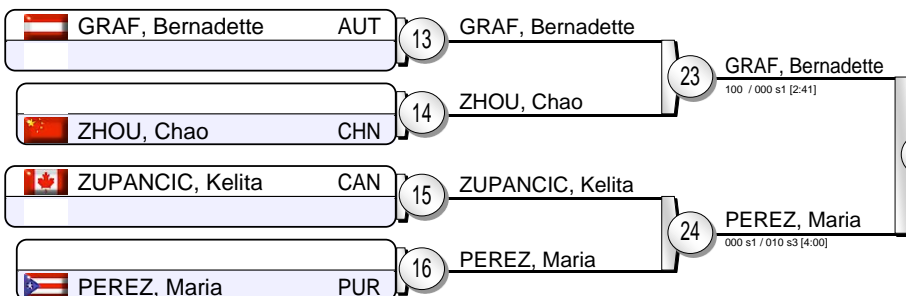 GRAF, Bernadette AUT
13
GRAF, Bernadette
23
GRAF, Bernadette
100 / 000 s1 [2:41]
ZHOU, Chao CHN
14
ZHOU, Chao
ZUPANCIC, Kelita CAN
15
ZUPANCIC, Kelita
24
PEREZ, Maria
000 s1 / 010 s3 [4:00]
PEREZ, Maria PUR
16
PEREZ, Maria